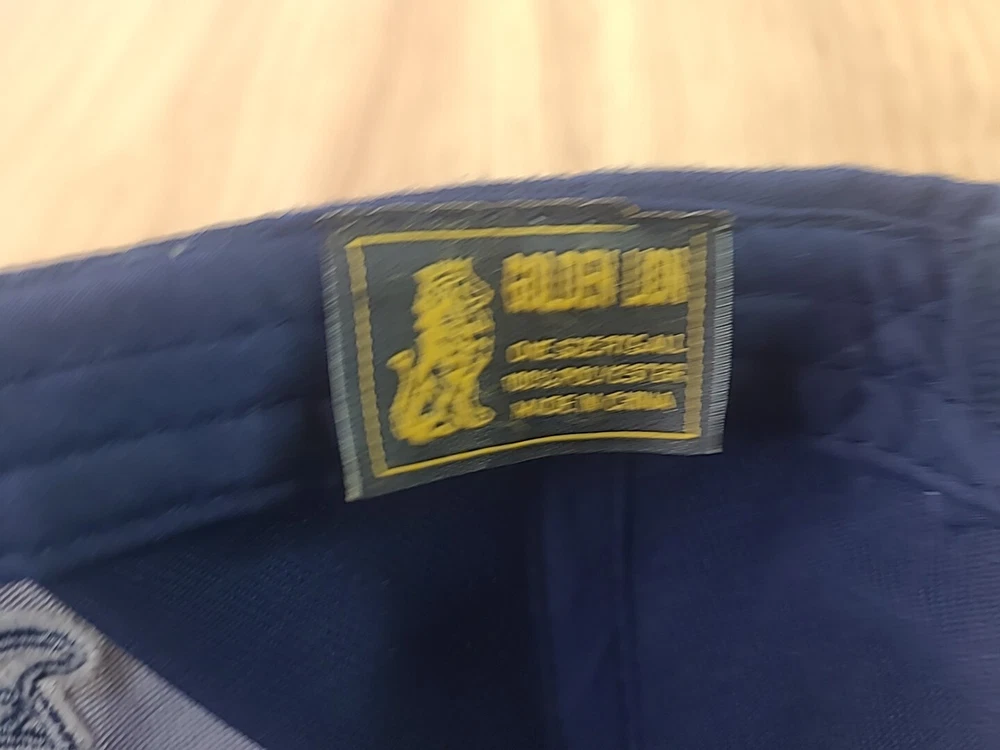 GOLDEN LION
ONE SIZE FITS ALL
100% POLYESTER
MADE IN CHINA